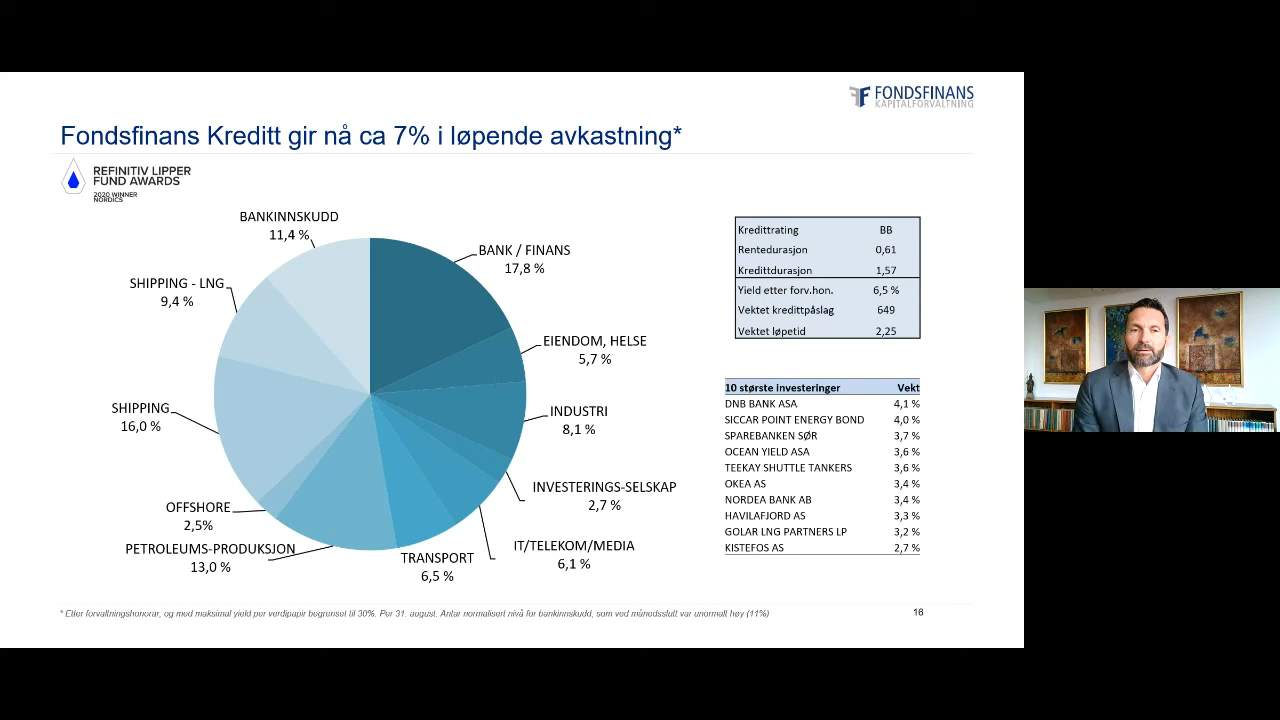 FONDSFINANS
KAPITALFORVALTNING
Fondsfinans Kreditt gir nå ca 7% i løpende avkastning*
REFINITIV LIPPER
FUND AWARDS
2020 WINNER
NORDICS
BANKINNSKUDD
11,4 %
BANK / FINANS
17,8 %
SHIPPING - LNG
9,4 %
EIENDOM, HELSE
5,7 %
SHIPPING
16,0 %
INDUSTRI
8,1 %
INVESTERINGS-SELSKAP
2,7 %
OFFSHORE
2,5%
IT/TELEKOM/MEDIA
6,1 %
PETROLEUMS-PRODUKSJON
13,0 %
TRANSPORT
6,5 %
Kredittrating BB
Rentedurasjon 0,61
Kredittdurasjon 1,57
Yield etter forv.hon. 6,5 %
Vektet kredittpåslag 649
Vektet løpetid 2,25
10 største investeringer Vekt
DNB BANK ASA 4,1 %
SICCAR POINT ENERGY BOND 4,0 %
SPAREBANKEN SØR 3,7 %
OCEAN YIELD ASA 3,6 %
TEEKAY SHUTTLE TANKERS 3,6 %
OKEA AS 3,4 %
NORDEA BANK AB 3,4 %
HAVILAFJORD AS 3,3 %
GOLAR LNG PARTNERS LP 3,2 %
KISTEFOS AS 2,7 %
* Etter forvaltningshonorar, og med maksimal yield per verdipapir begrenset til 30%. Per 31. august. Antar normalisert nivå for bankinnskudd, som ved månedsslutt var unormalt høy (11%)
16